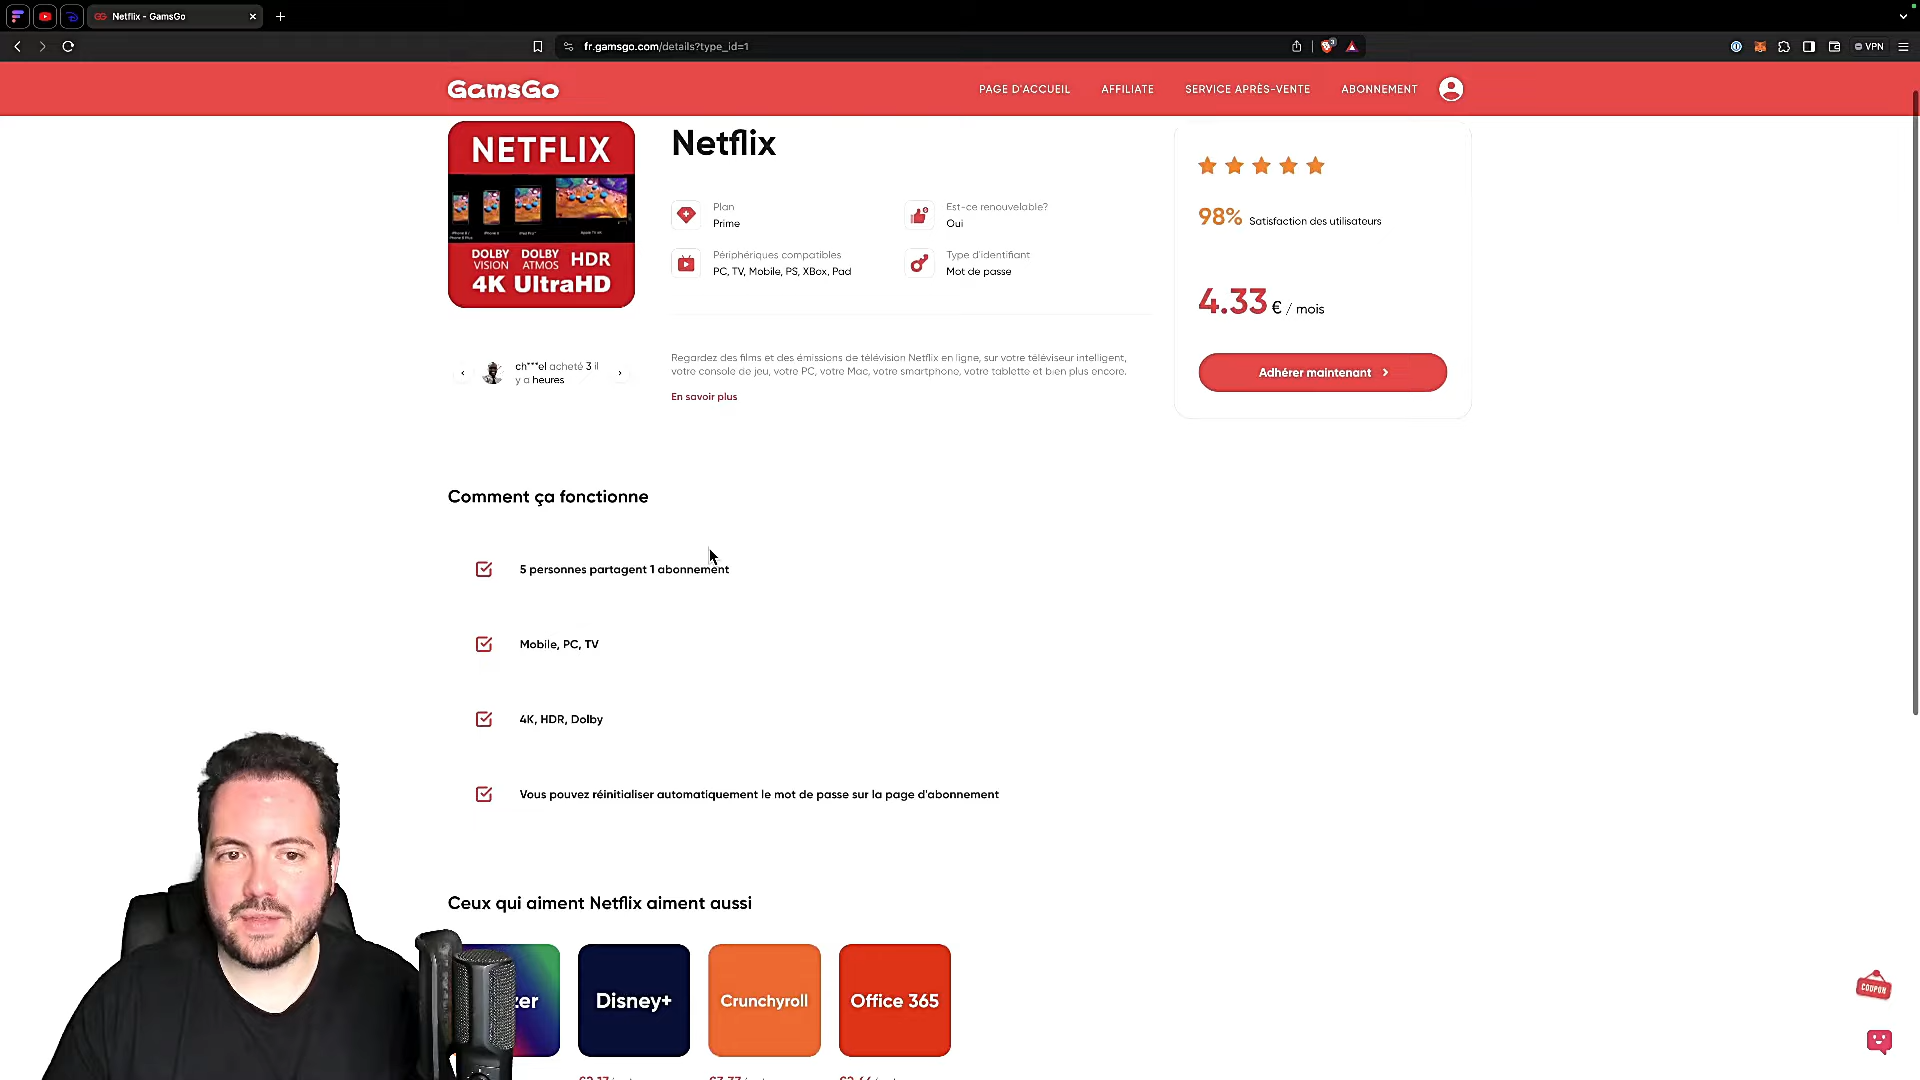 Netflix - GamsGo
fr.gamsgo.com/details?type_id=1
VPN
GamsGo
PAGE D'ACCUEIL
AFFILIATE
SERVICE APRÈS-VENTE
ABONNEMENT
NETFLIX
DOLBY VISION
DOLBY ATMOS
HDR
4K UltraHD
Netflix
Plan
Prime
Est-ce renouvelable?
Oui
Périphériques compatibles
PC, TV, Mobile, PS, XBox, Pad
Type d'identifiant
Mot de passe
98% Satisfaction des utilisateurs
4.33 € / mois
Adhérer maintenant
ch***el acheté 3 il
y a heures
Regardez des films et des émissions de télévision Netflix en ligne, sur votre téléviseur intelligent,
votre console de jeu, votre PC, votre Mac, votre smartphone, votre tablette et bien plus encore.
En savoir plus
Comment ça fonctionne
5 personnes partagent 1 abonnement
Mobile, PC, TV
4K, HDR, Dolby
Vous pouvez réinitialiser automatiquement le mot de passe sur la page d'abonnement
Ceux qui aiment Netflix aiment aussi
zer
Disney+
Crunchyroll
Office 365
COUPON